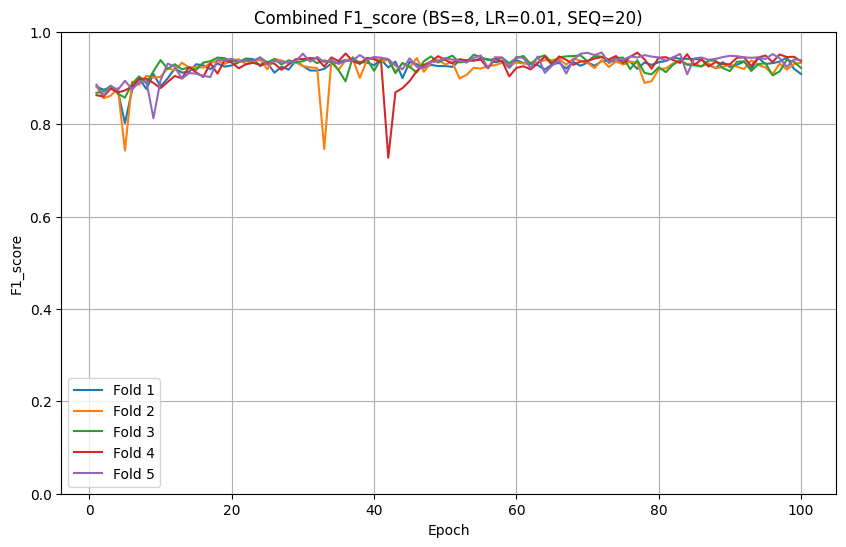 Combined F1_score (BS=8, LR=0.01, SEQ=20)
F1_score
1.0
0.8
0.6
0.4
0.2
0.0
Fold 1
Fold 2
Fold 3
Fold 4
Fold 5
0 20 40 60 80 100
Epoch